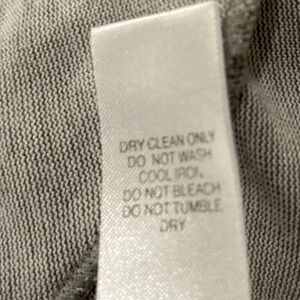 DRY CLEAN ONLY
DO NOT WASH
COOL IRON
DO NOT BLEACH
DO NOT TUMBLE
DRY